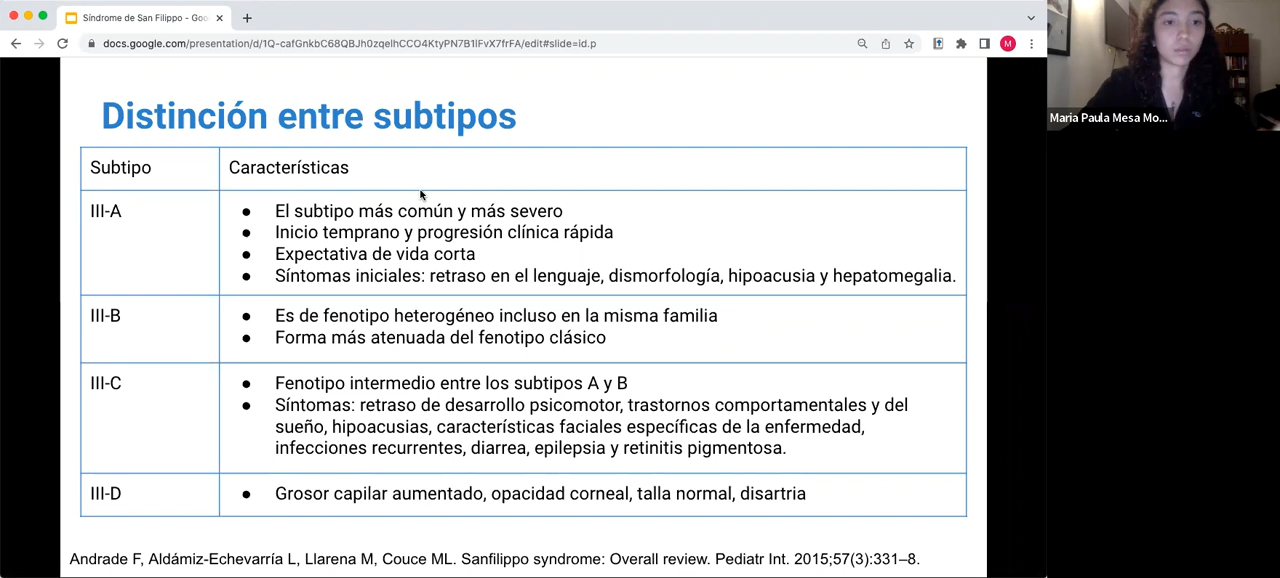 Síndrome de San Filippo - Goo
docs.google.com/presentation/d/1Q-cafGnkbC68QBJh0zqelhCCO4KtyPN7B1lFvX7frFA/edit#slide=id.p
M
Maria Paula Mesa Mo...
Distinción entre subtipos
Subtipo
Características
III-A
El subtipo más común y más severo
Inicio temprano y progresión clínica rápida
Expectativa de vida corta
Síntomas iniciales: retraso en el lenguaje, dismorfología, hipoacusia y hepatomegalia.
III-B
Es de fenotipo heterogéneo incluso en la misma familia
Forma más atenuada del fenotipo clásico
III-C
Fenotipo intermedio entre los subtipos A y B
Síntomas: retraso de desarrollo psicomotor, trastornos comportamentales y del
sueño, hipoacusias, características faciales específicas de la enfermedad,
infecciones recurrentes, diarrea, epilepsia y retinitis pigmentosa.
III-D
Grosor capilar aumentado, opacidad corneal, talla normal, disartria
Andrade F, Aldámiz-Echevarría L, Llarena M, Couce ML. Sanfilippo syndrome: Overall review. Pediatr Int. 2015;57(3):331–8.